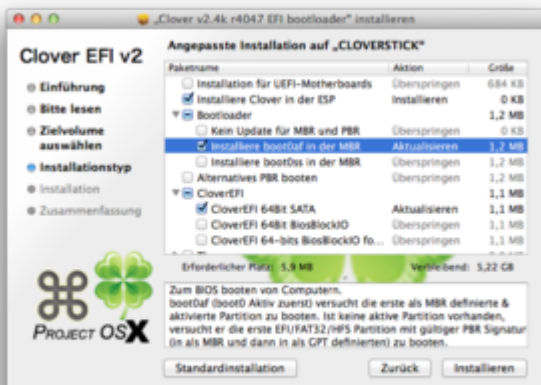 „Clover v2.4k r4047 EFI bootloader“ installieren
Clover EFI v2
Einführung
Bitte lesen
Zielvolume
auswählen
Installationstyp
Installation
Zusammenfassung
PROJECT OSX
Angepasste Installation auf „CLOVERSTICK“
Paketname Aktion Größe
Installation für UEFI-Motherboards Überspringen 684 KB
Installiere Clover in der ESP Installieren 0 KB
Bootloader 1,2 MB
Kein Update für MBR und PBR Überspringen 0 KB
Installiere boot0af in der MBR Aktualisieren 1,2 MB
Installiere boot0ss in der MBR Überspringen 1,2 MB
Alternatives PBR booten Überspringen 1,2 MB
CloverEFI 1,1 MB
CloverEFI 64Bit SATA Aktualisieren 1,1 MB
CloverEFI 64Bit BiosBlockIO Überspringen 1,1 MB
CloverEFI 64-bits BiosBlockIO fo... Überspringen 1,1 MB
Erforderlicher Platz: 5,9 MB Verbleibend: 5,22 GB
Zum BIOS booten von Computern.
boot0af (boot0 Aktiv zuerst) versucht die erste als MBR definierte &
aktivierte Partition zu booten. Ist keine aktive Partition vorhanden,
versucht er die erste EFI/FAT32/HFS Partition mit gültiger PBR Signatur
(in als MBR und dann in als GPT definierten) zu booten.
Standardinstallation Zurück Installieren